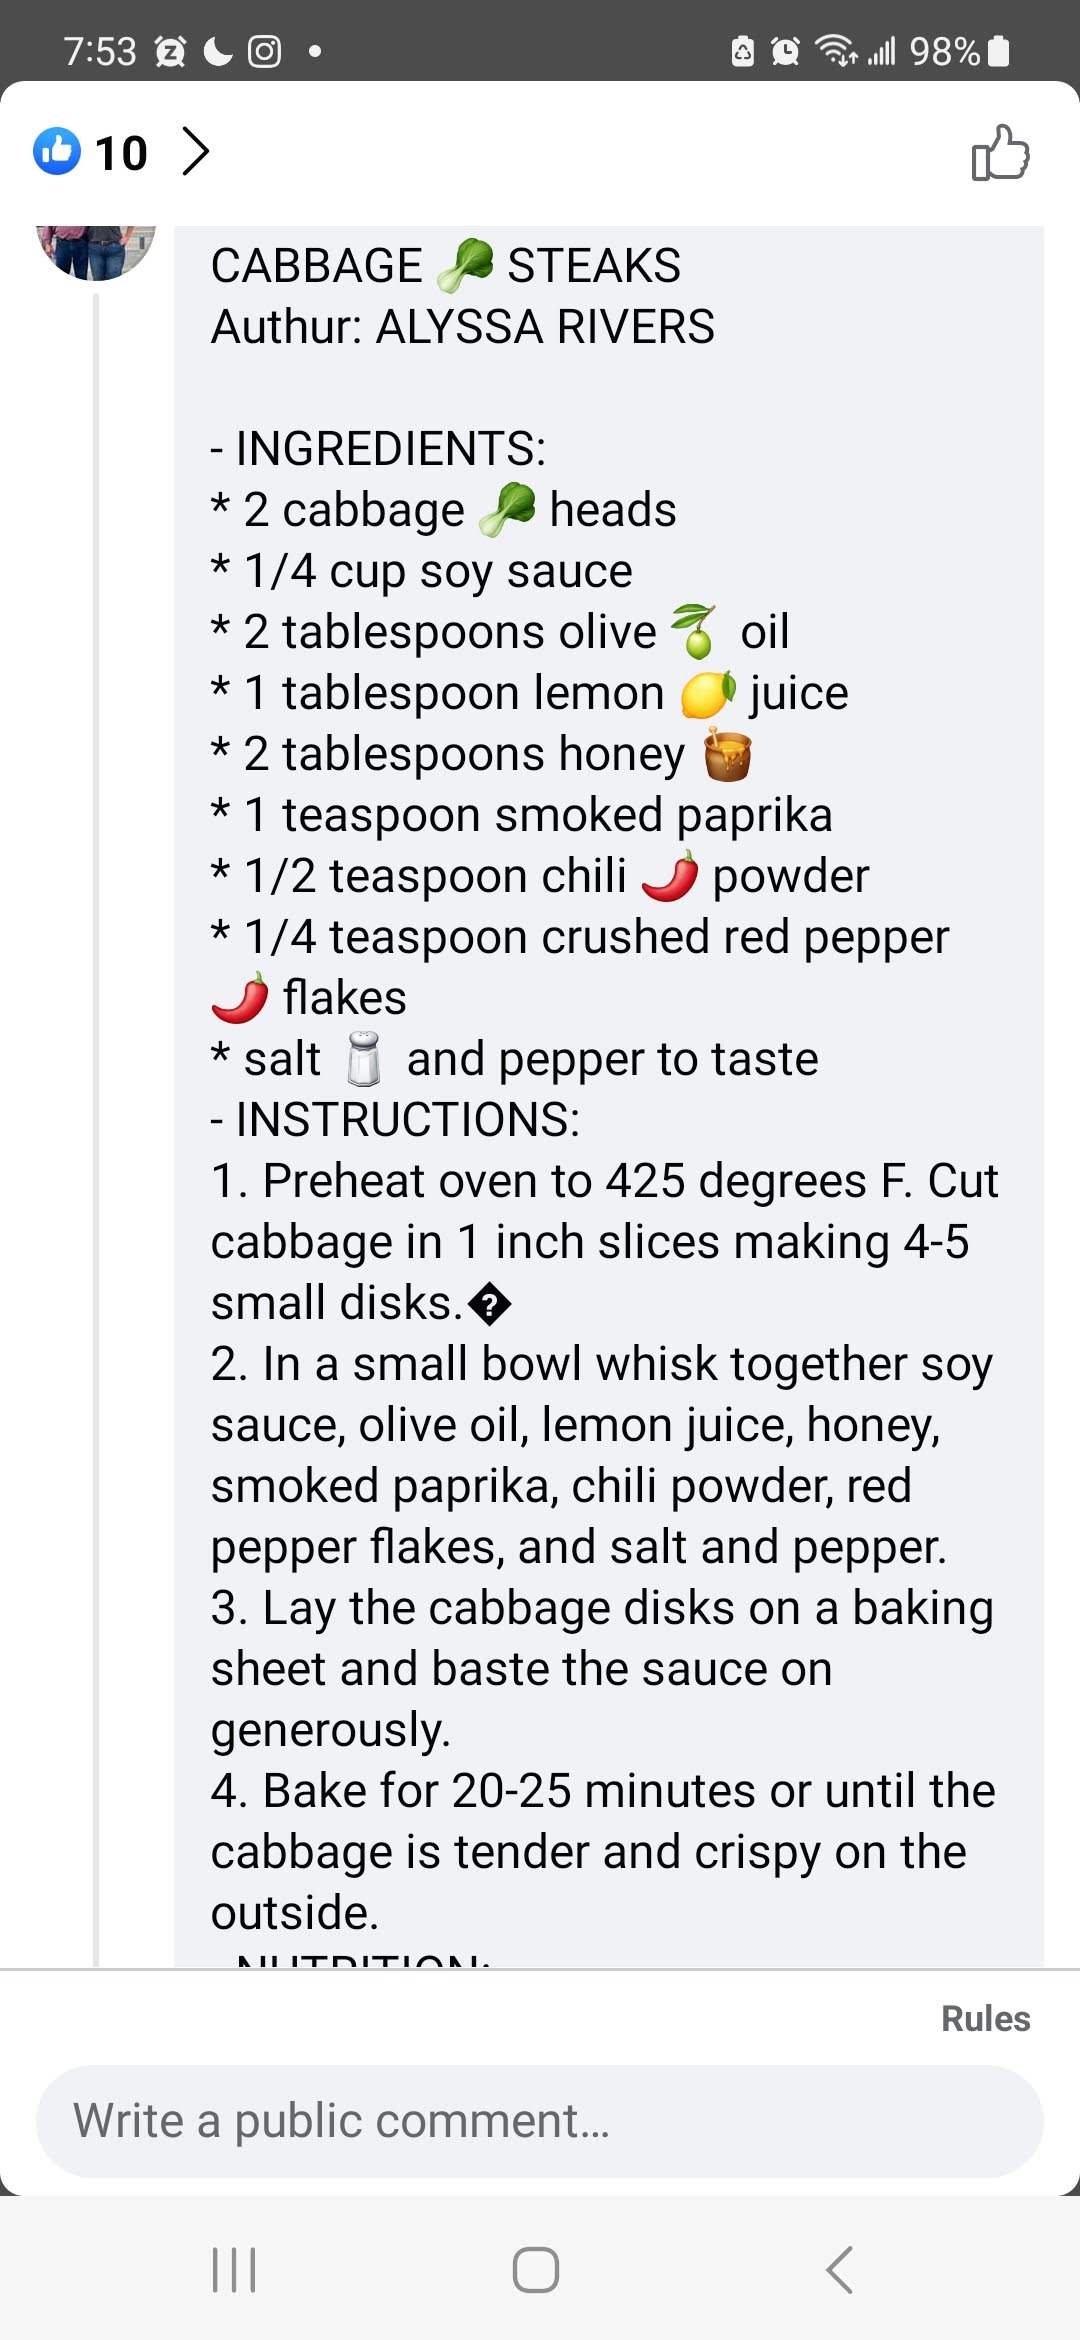 7:53 98%
10
CABBAGE 🥬 STEAKS
Authur: ALYSSA RIVERS
- INGREDIENTS:
* 2 cabbage 🥬 heads
* 1/4 cup soy sauce
* 2 tablespoons olive 🫒 oil
* 1 tablespoon lemon 🍋 juice
* 2 tablespoons honey 🍯
* 1 teaspoon smoked paprika
* 1/2 teaspoon chili 🌶 powder
* 1/4 teaspoon crushed red pepper
🌶 flakes
* salt 🧂 and pepper to taste
- INSTRUCTIONS:
1. Preheat oven to 425 degrees F. Cut
cabbage in 1 inch slices making 4-5
small disks.�
2. In a small bowl whisk together soy
sauce, olive oil, lemon juice, honey,
smoked paprika, chili powder, red
pepper flakes, and salt and pepper.
3. Lay the cabbage disks on a baking
sheet and baste the sauce on
generously.
4. Bake for 20-25 minutes or until the
cabbage is tender and crispy on the
outside.
- NUTRITION:
Rules
Write a public comment...